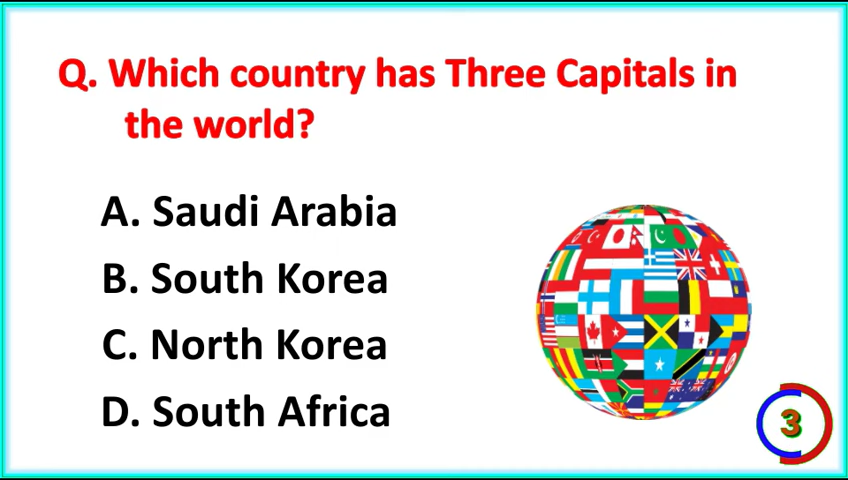 Q. Which country has Three Capitals in
the world?
A. Saudi Arabia
B. South Korea
C. North Korea
D. South Africa
3